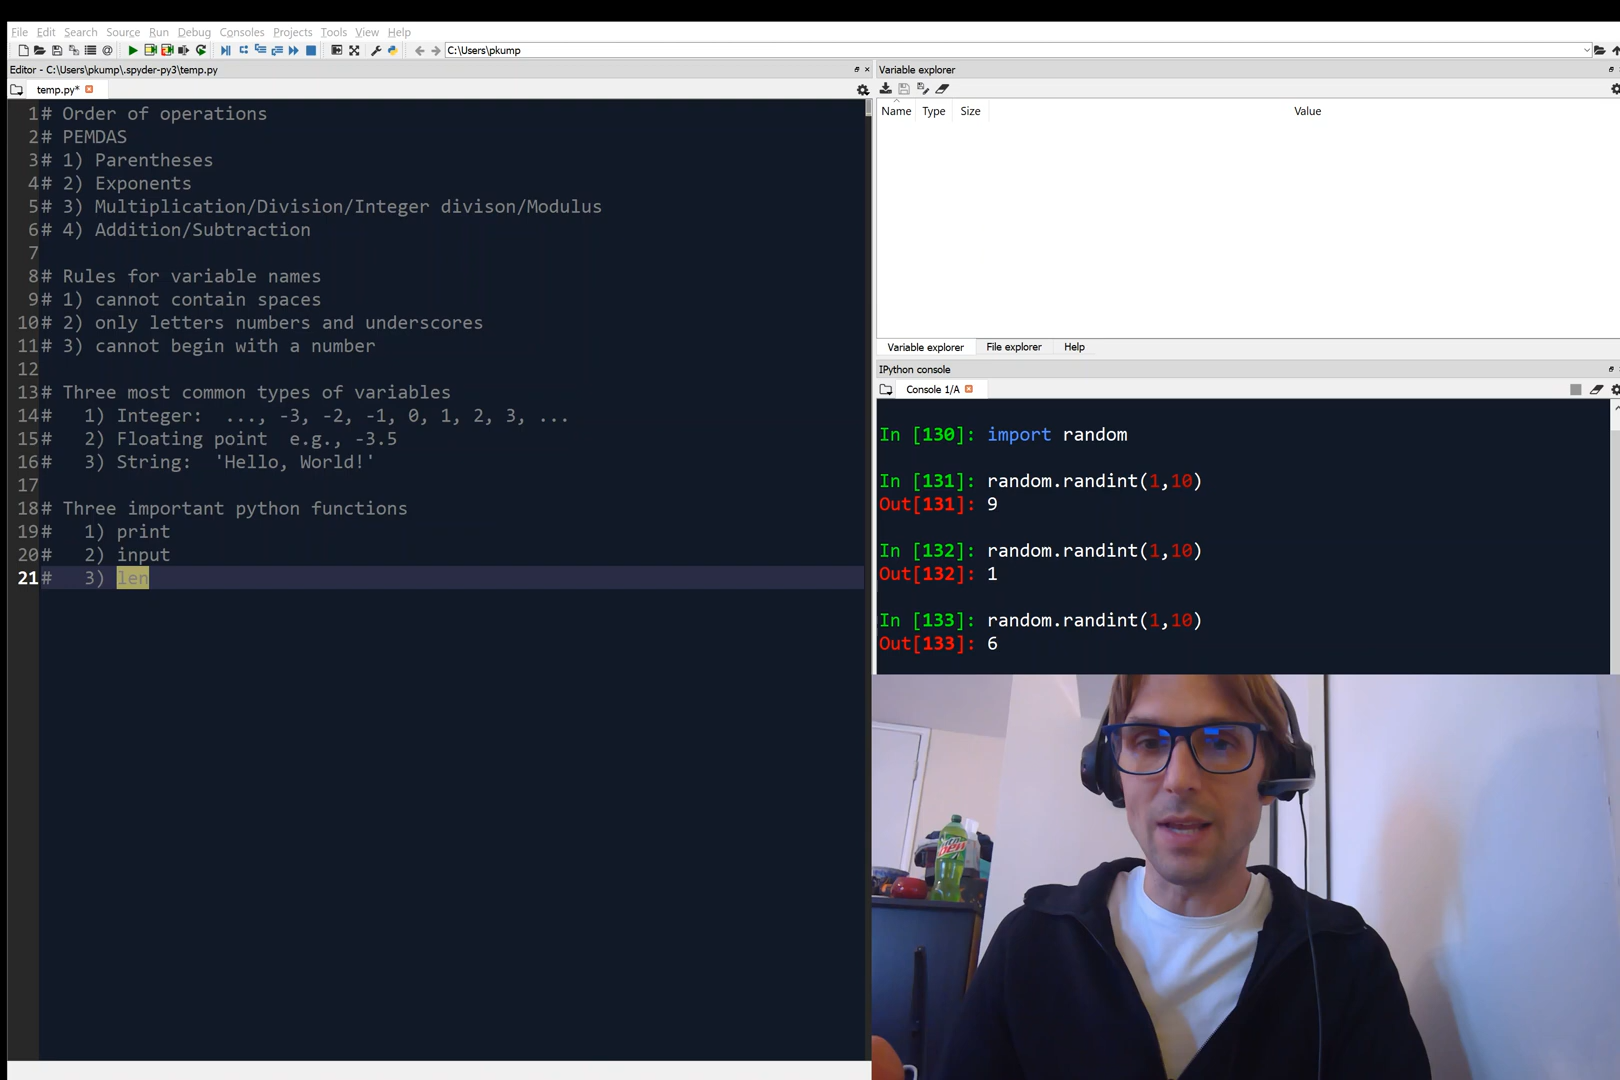 File Edit Search Source Run Debug Consoles Projects Tools View Help
C:\Users\pkump
Editor - C:\Users\pkump\.spyder-py3\temp.py
temp.py*
1 # Order of operations
2 # PEMDAS
3 # 1) Parentheses
4 # 2) Exponents
5 # 3) Multiplication/Division/Integer divison/Modulus
6 # 4) Addition/Subtraction
7
8 # Rules for variable names
9 # 1) cannot contain spaces
10 # 2) only letters numbers and underscores
11 # 3) cannot begin with a number
12
13 # Three most common types of variables
14 #   1) Integer:  ..., -3, -2, -1, 0, 1, 2, 3, ...
15 #   2) Floating point  e.g., -3.5
16 #   3) String:  'Hello, World!'
17
18 # Three important python functions
19 #   1) print
20 #   2) input
21 #   3) len
Variable explorer
Name Type Size Value
Variable explorer File explorer Help
IPython console
Console 1/A
In [130]: import random
In [131]: random.randint(1,10)
Out[131]: 9
In [132]: random.randint(1,10)
Out[132]: 1
In [133]: random.randint(1,10)
Out[133]: 6